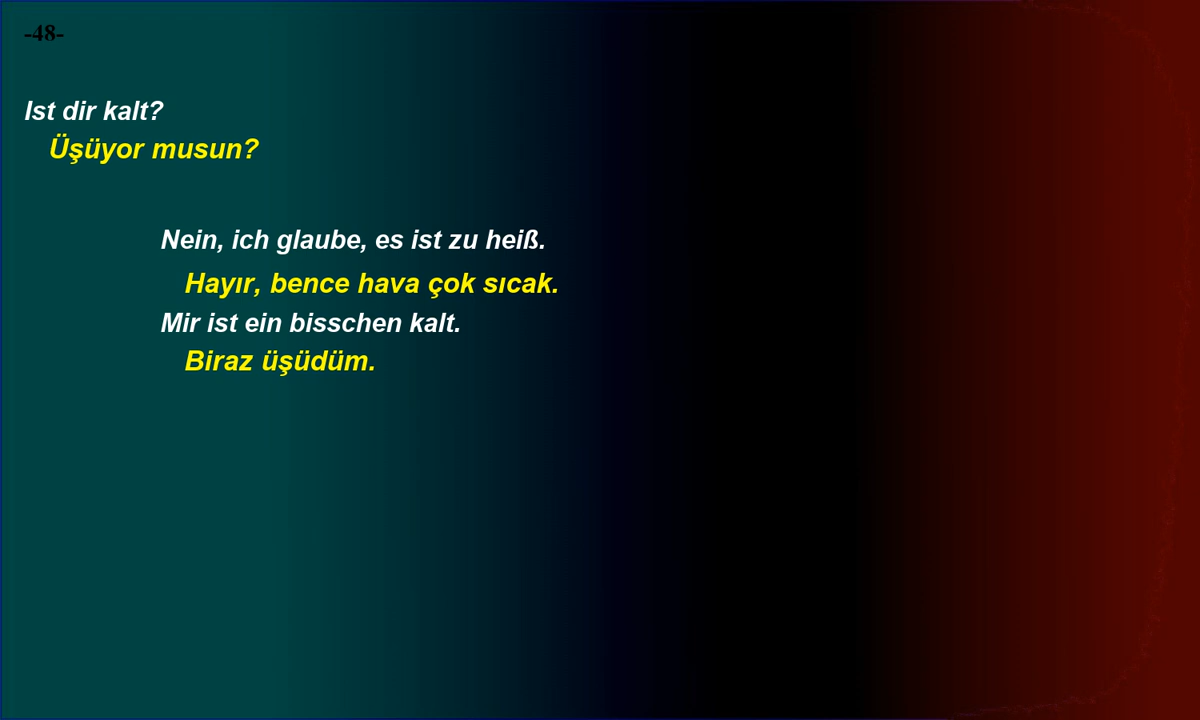 -48-
Ist dir kalt?
Üşüyor musun?
Nein, ich glaube, es ist zu heiß.
Hayır, bence hava çok sıcak.
Mir ist ein bisschen kalt.
Biraz üşüdüm.